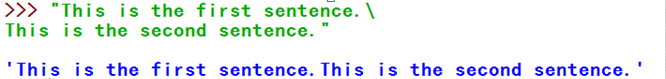 >>> "This is the first sentence.\
This is the second sentence."
'This is the first sentence.This is the second sentence.'